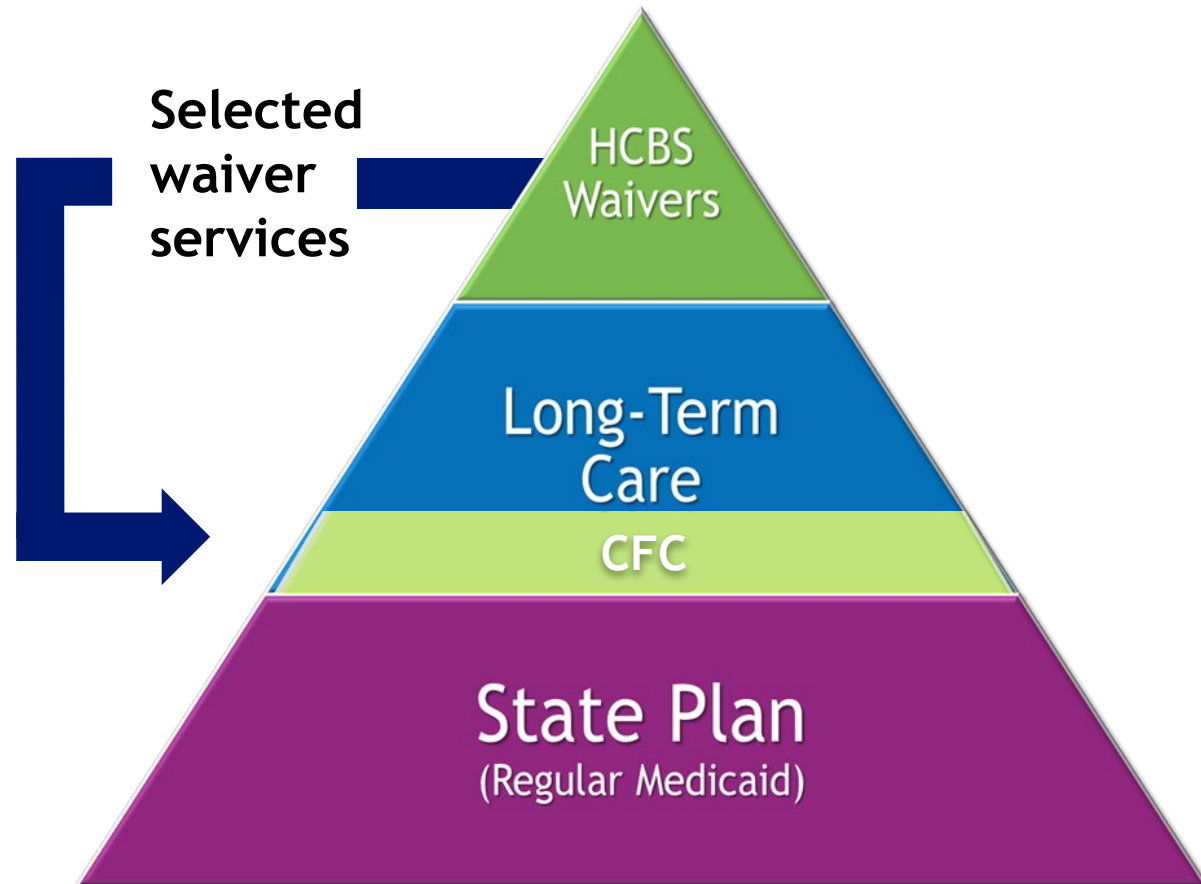 Selected
waiver
services
HCBS
Waivers
Long-Term
Care
CFC
State Plan
(Regular Medicaid)